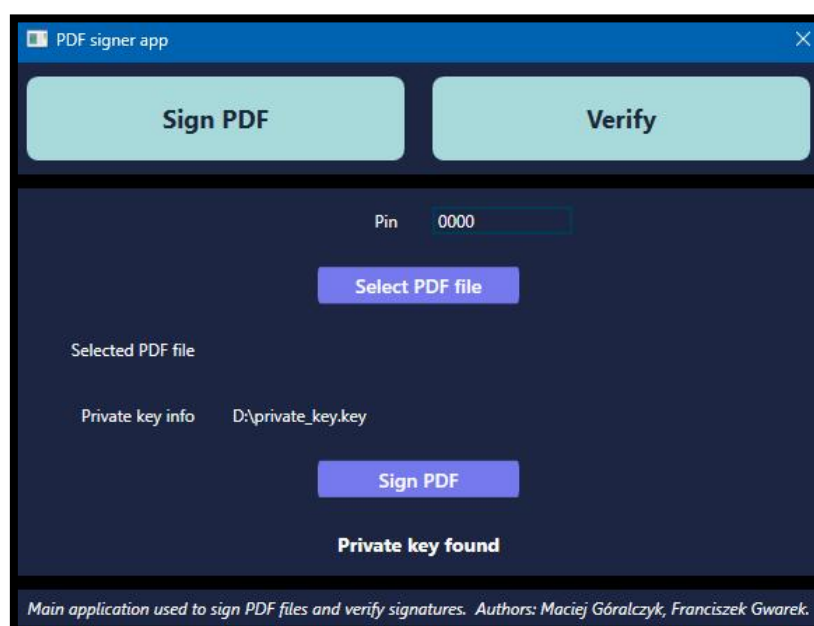 PDF signer app
Sign PDF Verify
Pin 0000
Select PDF file
Selected PDF file
Private key info D:\private_key.key
Sign PDF
Private key found
Main application used to sign PDF files and verify signatures. Authors: Maciej Góralczyk, Franciszek Gwarek.